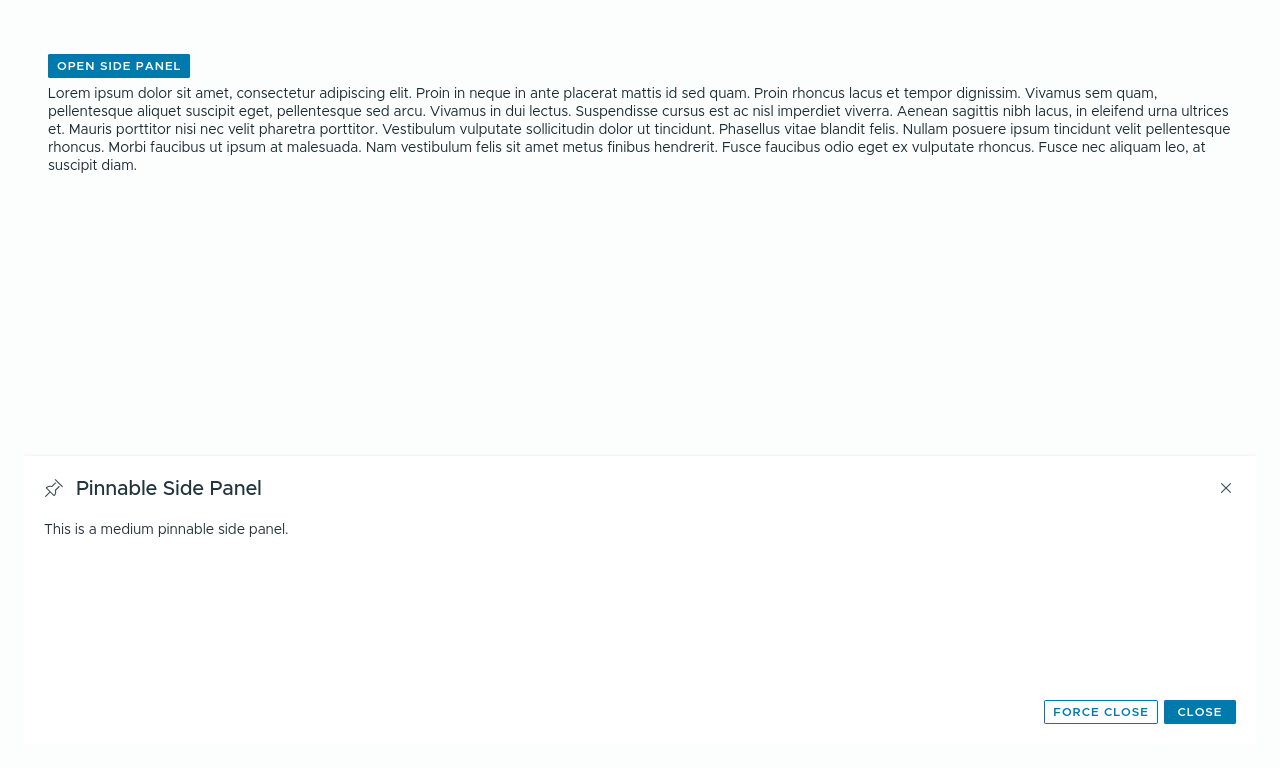 OPEN SIDE PANEL
Lorem ipsum dolor sit amet, consectetur adipiscing elit. Proin in neque in ante placerat mattis id sed quam. Proin rhoncus lacus et tempor dignissim. Vivamus sem quam,
pellentesque aliquet suscipit eget, pellentesque sed arcu. Vivamus in dui lectus. Suspendisse cursus est ac nisl imperdiet viverra. Aenean sagittis nibh lacus, in eleifend urna ultrices
et. Mauris porttitor nisi nec velit pharetra porttitor. Vestibulum vulputate sollicitudin dolor ut tincidunt. Phasellus vitae blandit felis. Nullam posuere ipsum tincidunt velit pellentesque
rhoncus. Morbi faucibus ut ipsum at malesuada. Nam vestibulum felis sit amet metus finibus hendrerit. Fusce faucibus odio eget ex vulputate rhoncus. Fusce nec aliquam leo, at
suscipit diam.
Pinnable Side Panel
This is a medium pinnable side panel.
FORCE CLOSE
CLOSE